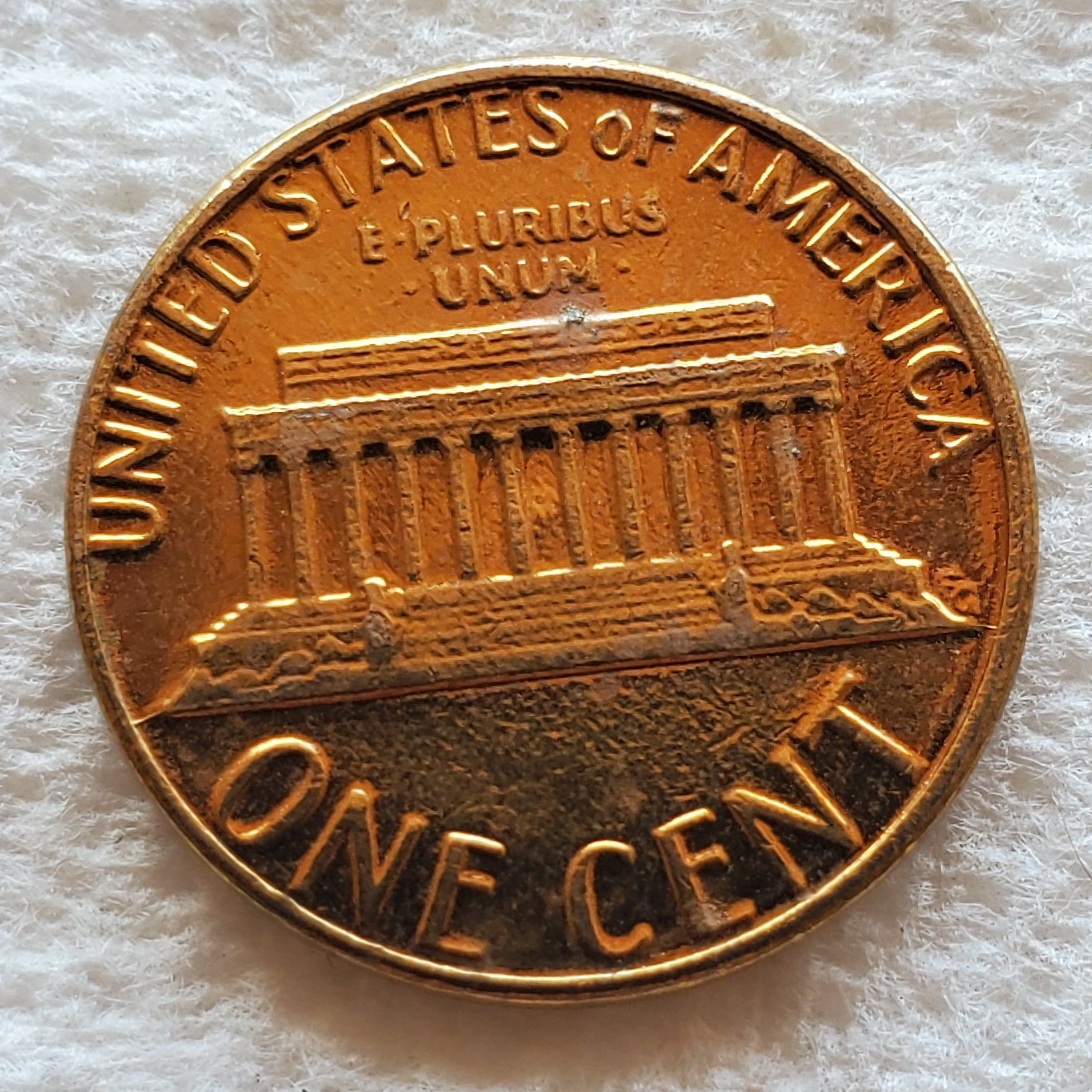 UNITED STATES OF AMERICA
E·PLURIBUS
·UNUM·
ONE CENT